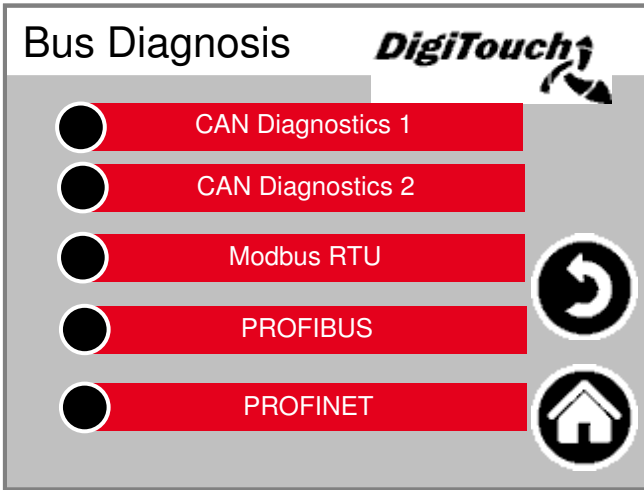 Bus Diagnosis
DigiTouch
CAN Diagnostics 1
CAN Diagnostics 2
Modbus RTU
PROFIBUS
PROFINET